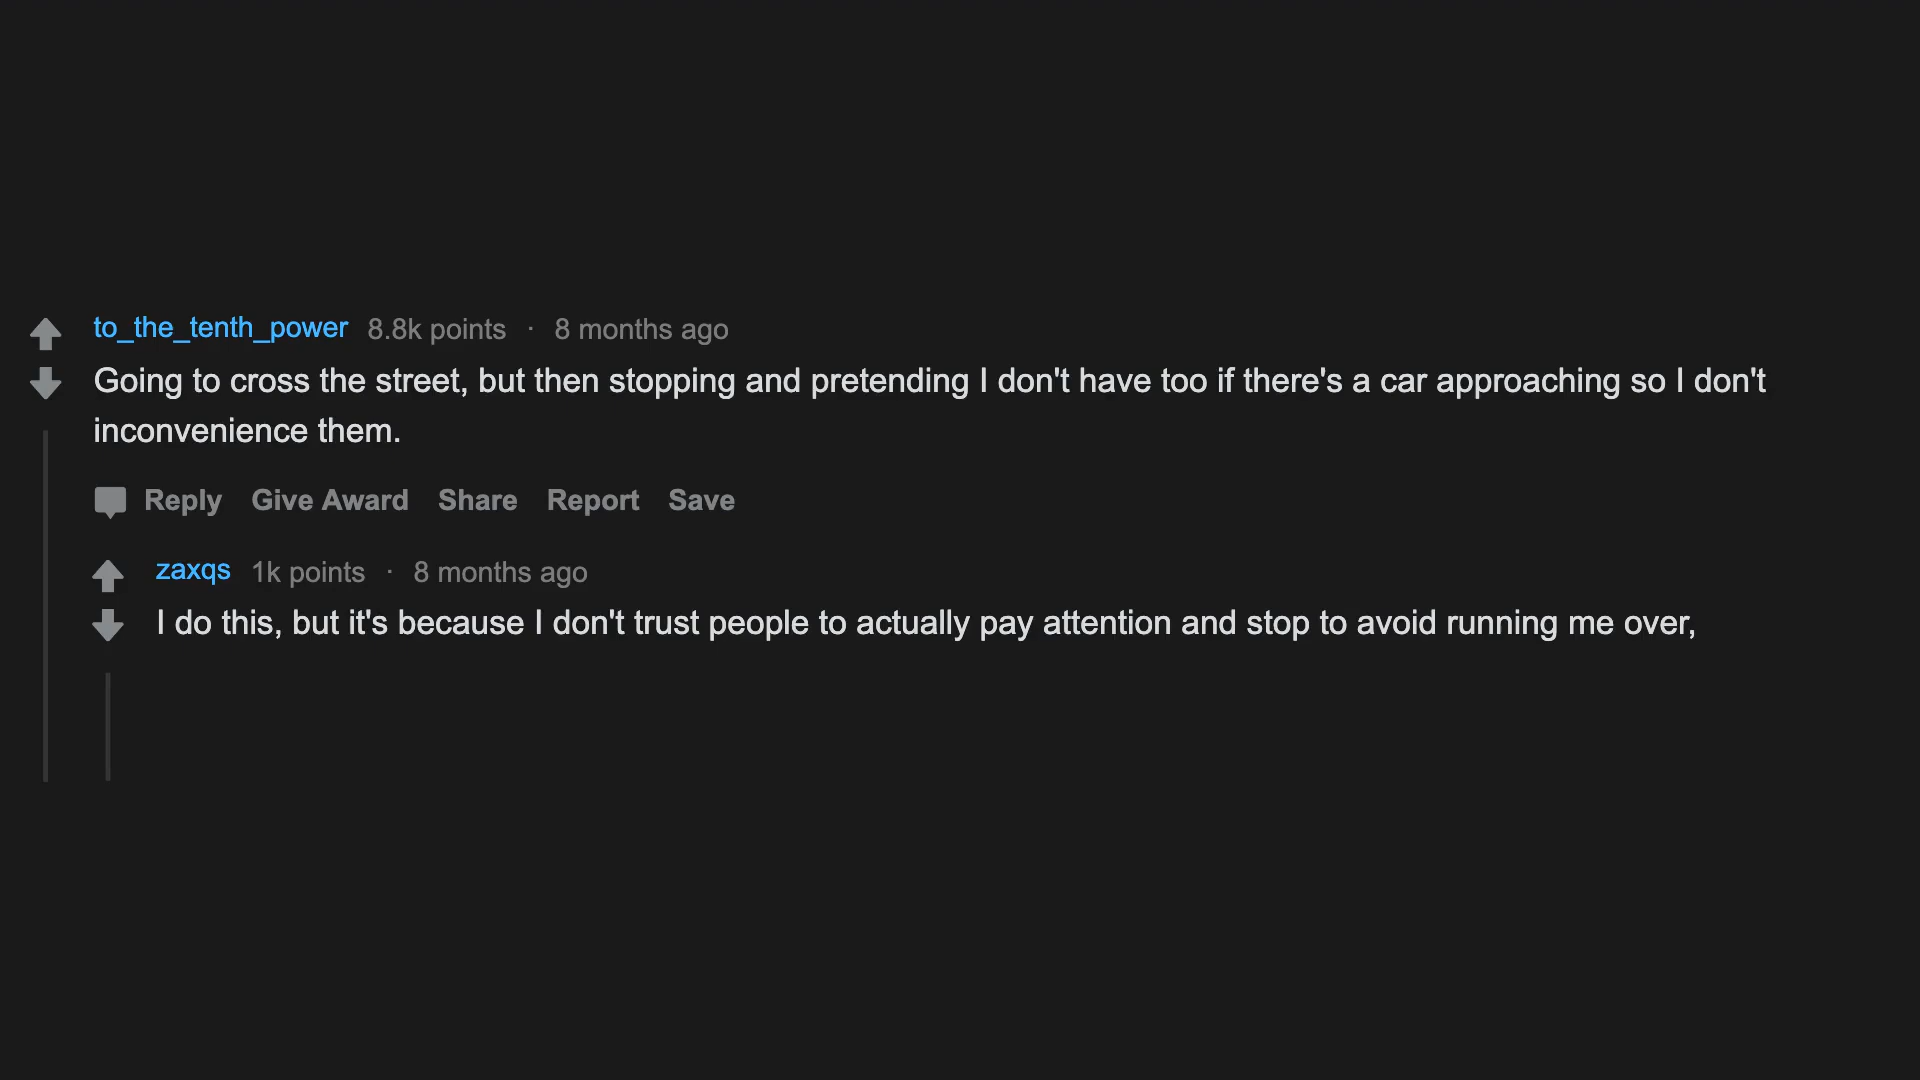 to_the_tenth_power 8.8k points · 8 months ago
Going to cross the street, but then stopping and pretending I don't have too if there's a car approaching so I don't
inconvenience them.
Reply Give Award Share Report Save
zaxqs 1k points · 8 months ago
I do this, but it's because I don't trust people to actually pay attention and stop to avoid running me over,